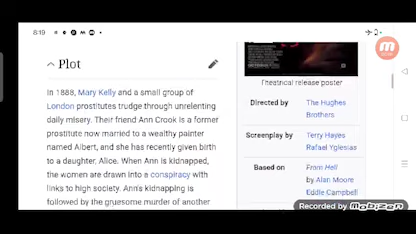 8:19
Plot
In 1888, Mary Kelly and a small group of
London prostitutes trudge through unrelenting
daily misery. Their friend Ann Crook is a former
prostitute now married to a wealthy painter
named Albert, and she has recently given birth
to a daughter, Alice. When Ann is kidnapped,
the women are drawn into a conspiracy with
links to high society. Ann's kidnapping is
followed by the gruesome murder of another
Theatrical release poster
Directed by The Hughes
Brothers
Screenplay by Terry Hayes
Rafael Yglesias
Based on From Hell
by Alan Moore
Eddie Campbell
Recorded by Mobizen